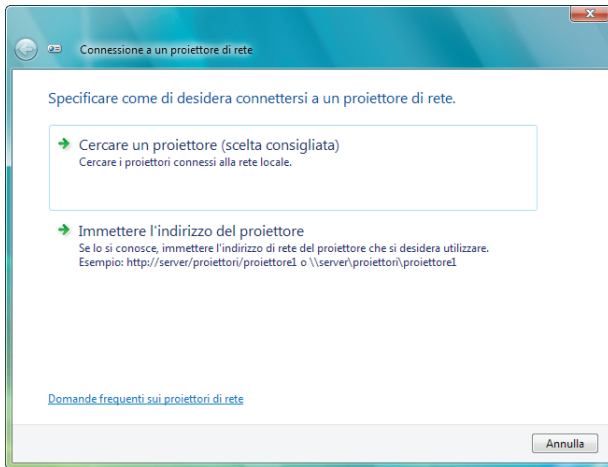 Connessione a un proiettore di rete
Specificare come di desidera connettersi a un proiettore di rete.
Cercare un proiettore (scelta consigliata)
Cercare i proiettori connessi alla rete locale.
Immettere l'indirizzo del proiettore
Se lo si conosce, immettere l'indirizzo di rete del proiettore che si desidera utilizzare.
Esempio: http://server/proiettori/proiettore1 o \\server\proiettori\proiettore1
Domande frequenti sui proiettori di rete
Annulla